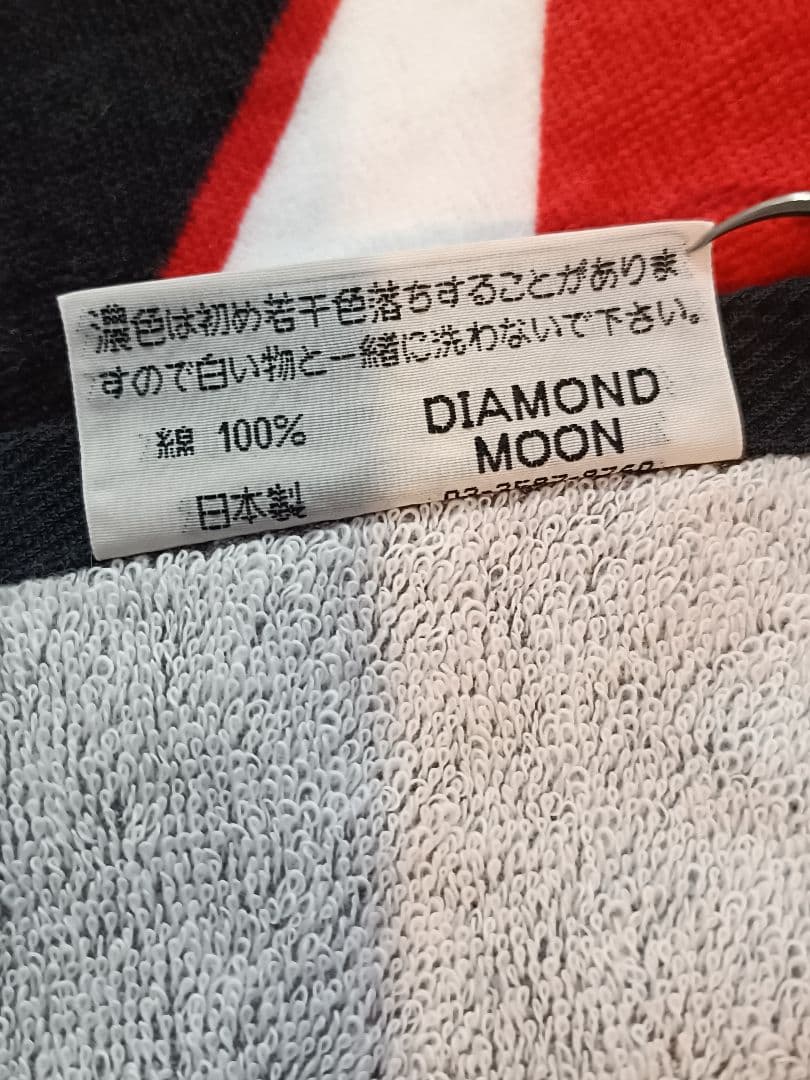 濃色は初め若干色落ちすることがありま
すので白い物と一緒に洗わないで下さい。
綿 100%
日本製
DIAMOND
MOON